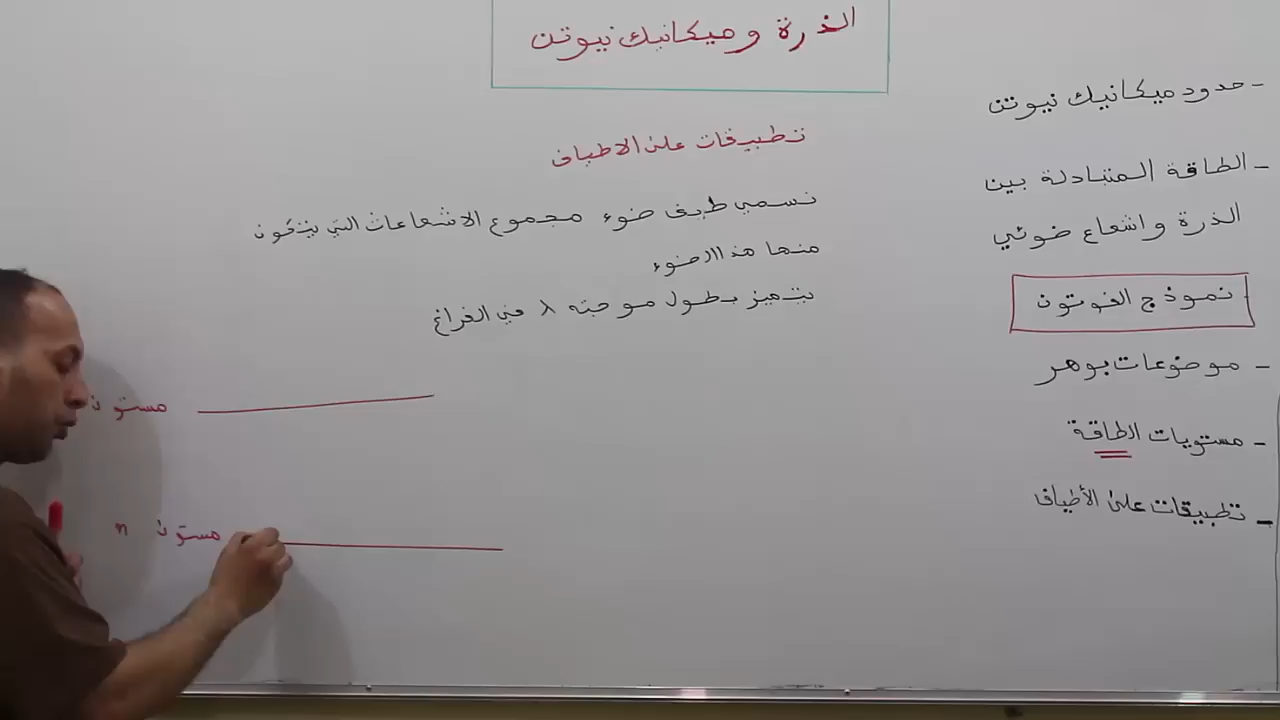 الذرة وميكانيك نيوتن
- حدود ميكانيك نيوتن
- الطاقة المتبادلة بين
الذرة واشعاع ضوئي
- نموذج الفوتون
- موضوعات بوهر
- مستويات الطاقة
- تطبيقات على الأطياف
تطبيقات على الاطياف
نسمي طيف ضوء مجموع الاشعاعات التي يتكون
منها هذا الضوء
يتميز بطول موجته λ في الفراغ
مستوى
مستوى n